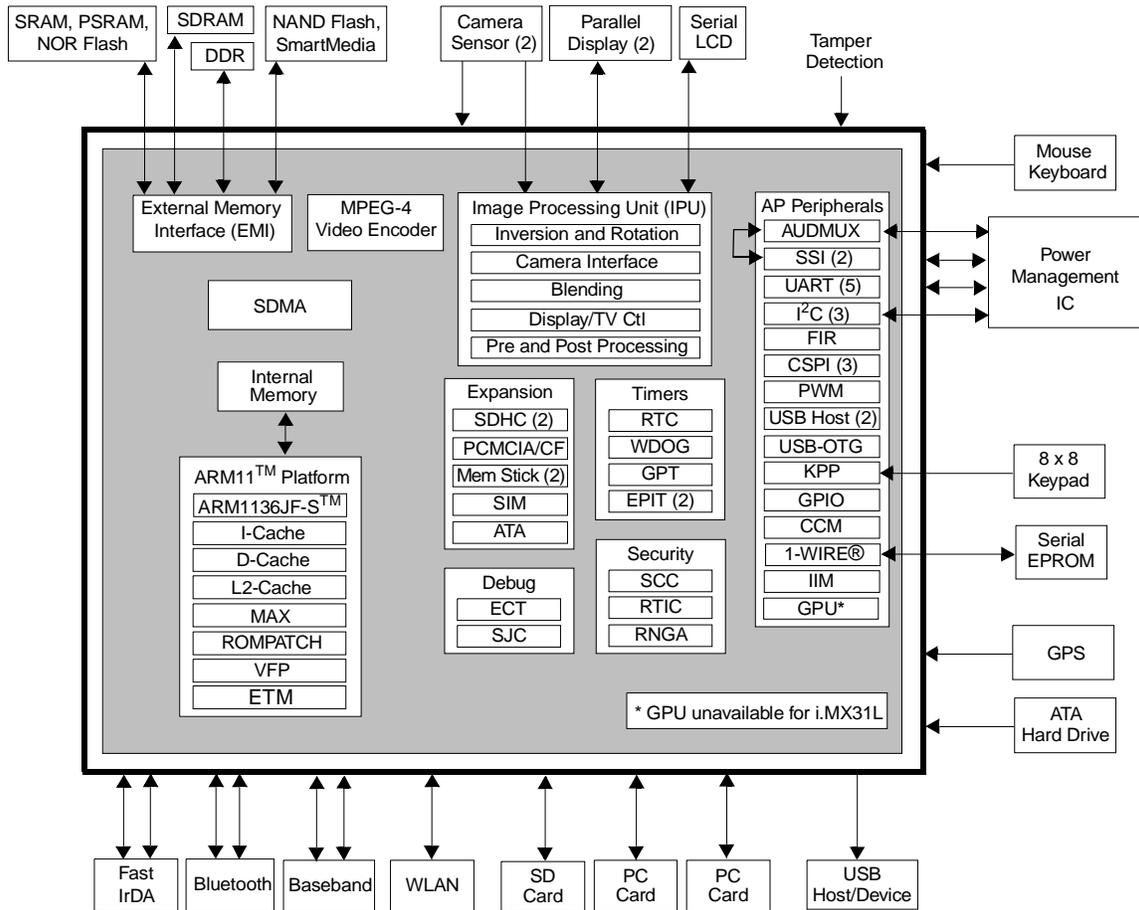 SRAM, PSRAM,
NOR Flash
SDRAM
DDR
NAND Flash,
SmartMedia
Camera
Sensor (2)
Parallel
Display (2)
Serial
LCD
Tamper
Detection
Mouse
Keyboard
External Memory
Interface (EMI)
MPEG-4
Video Encoder
Image Processing Unit (IPU)
Inversion and Rotation
Camera Interface
Blending
Display/TV Ctl
Pre and Post Processing
AP Peripherals
AUDMUX
SSI (2)
UART (5)
I²C (3)
FIR
CSPI (3)
PWM
USB Host (2)
USB-OTG
KPP
GPIO
CCM
1-WIRE®
IIM
GPU*
Power
Management
IC
SDMA
Internal
Memory
ARM11™ Platform
ARM1136JF-S™
I-Cache
D-Cache
L2-Cache
MAX
ROMPATCH
VFP
ETM
Expansion
SDHC (2)
PCMCIA/CF
Mem Stick (2)
SIM
ATA
Timers
RTC
WDOG
GPT
EPIT (2)
Debug
ECT
SJC
Security
SCC
RTIC
RNGA
8 x 8
Keypad
Serial
EPROM
GPS
ATA
Hard Drive
* GPU unavailable for i.MX31L
Fast
IrDA
Bluetooth
Baseband
WLAN
SD
Card
PC
Card
PC
Card
USB
Host/Device